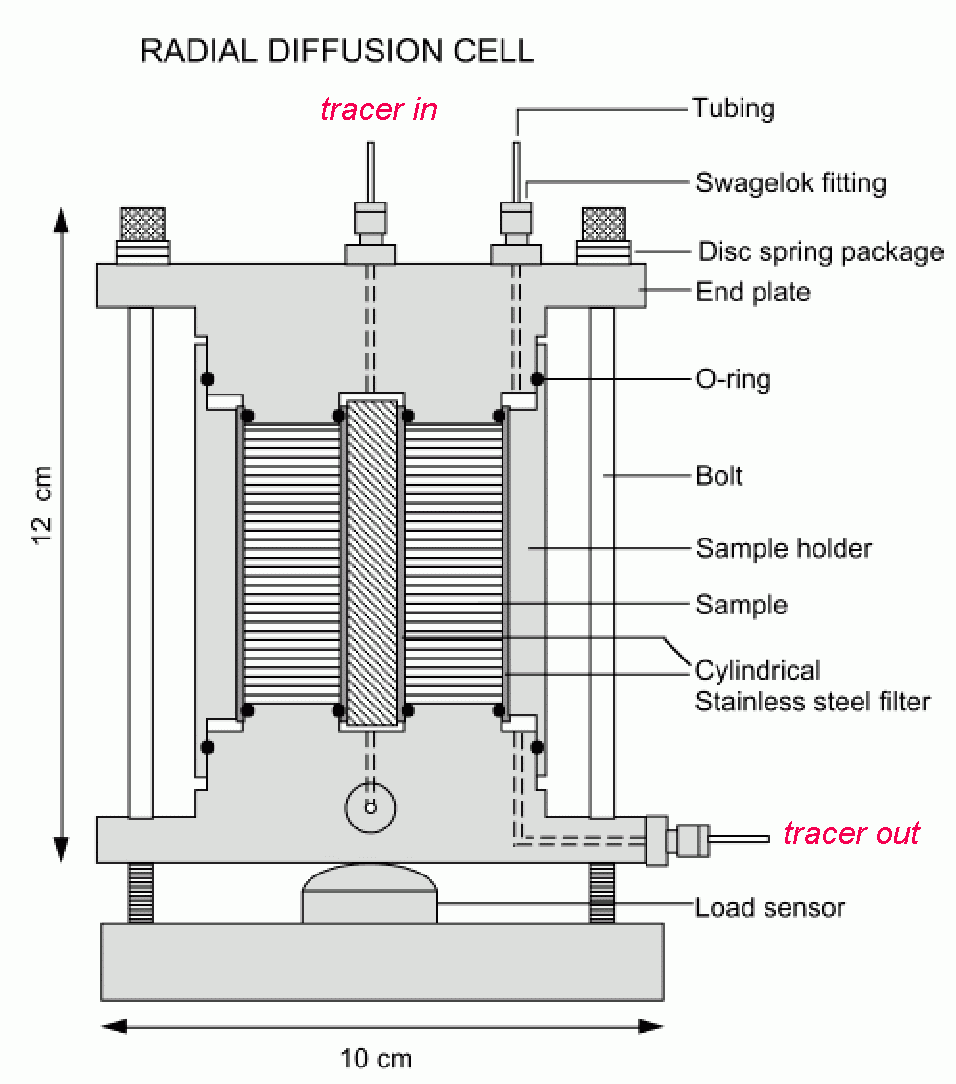 RADIAL DIFFUSION CELL
tracer in
Tubing
Swagelok fitting
Disc spring package
End plate
O-ring
Bolt
12 cm
Sample holder
Sample
Cylindrical
Stainless steel filter
tracer out
Load sensor
10 cm